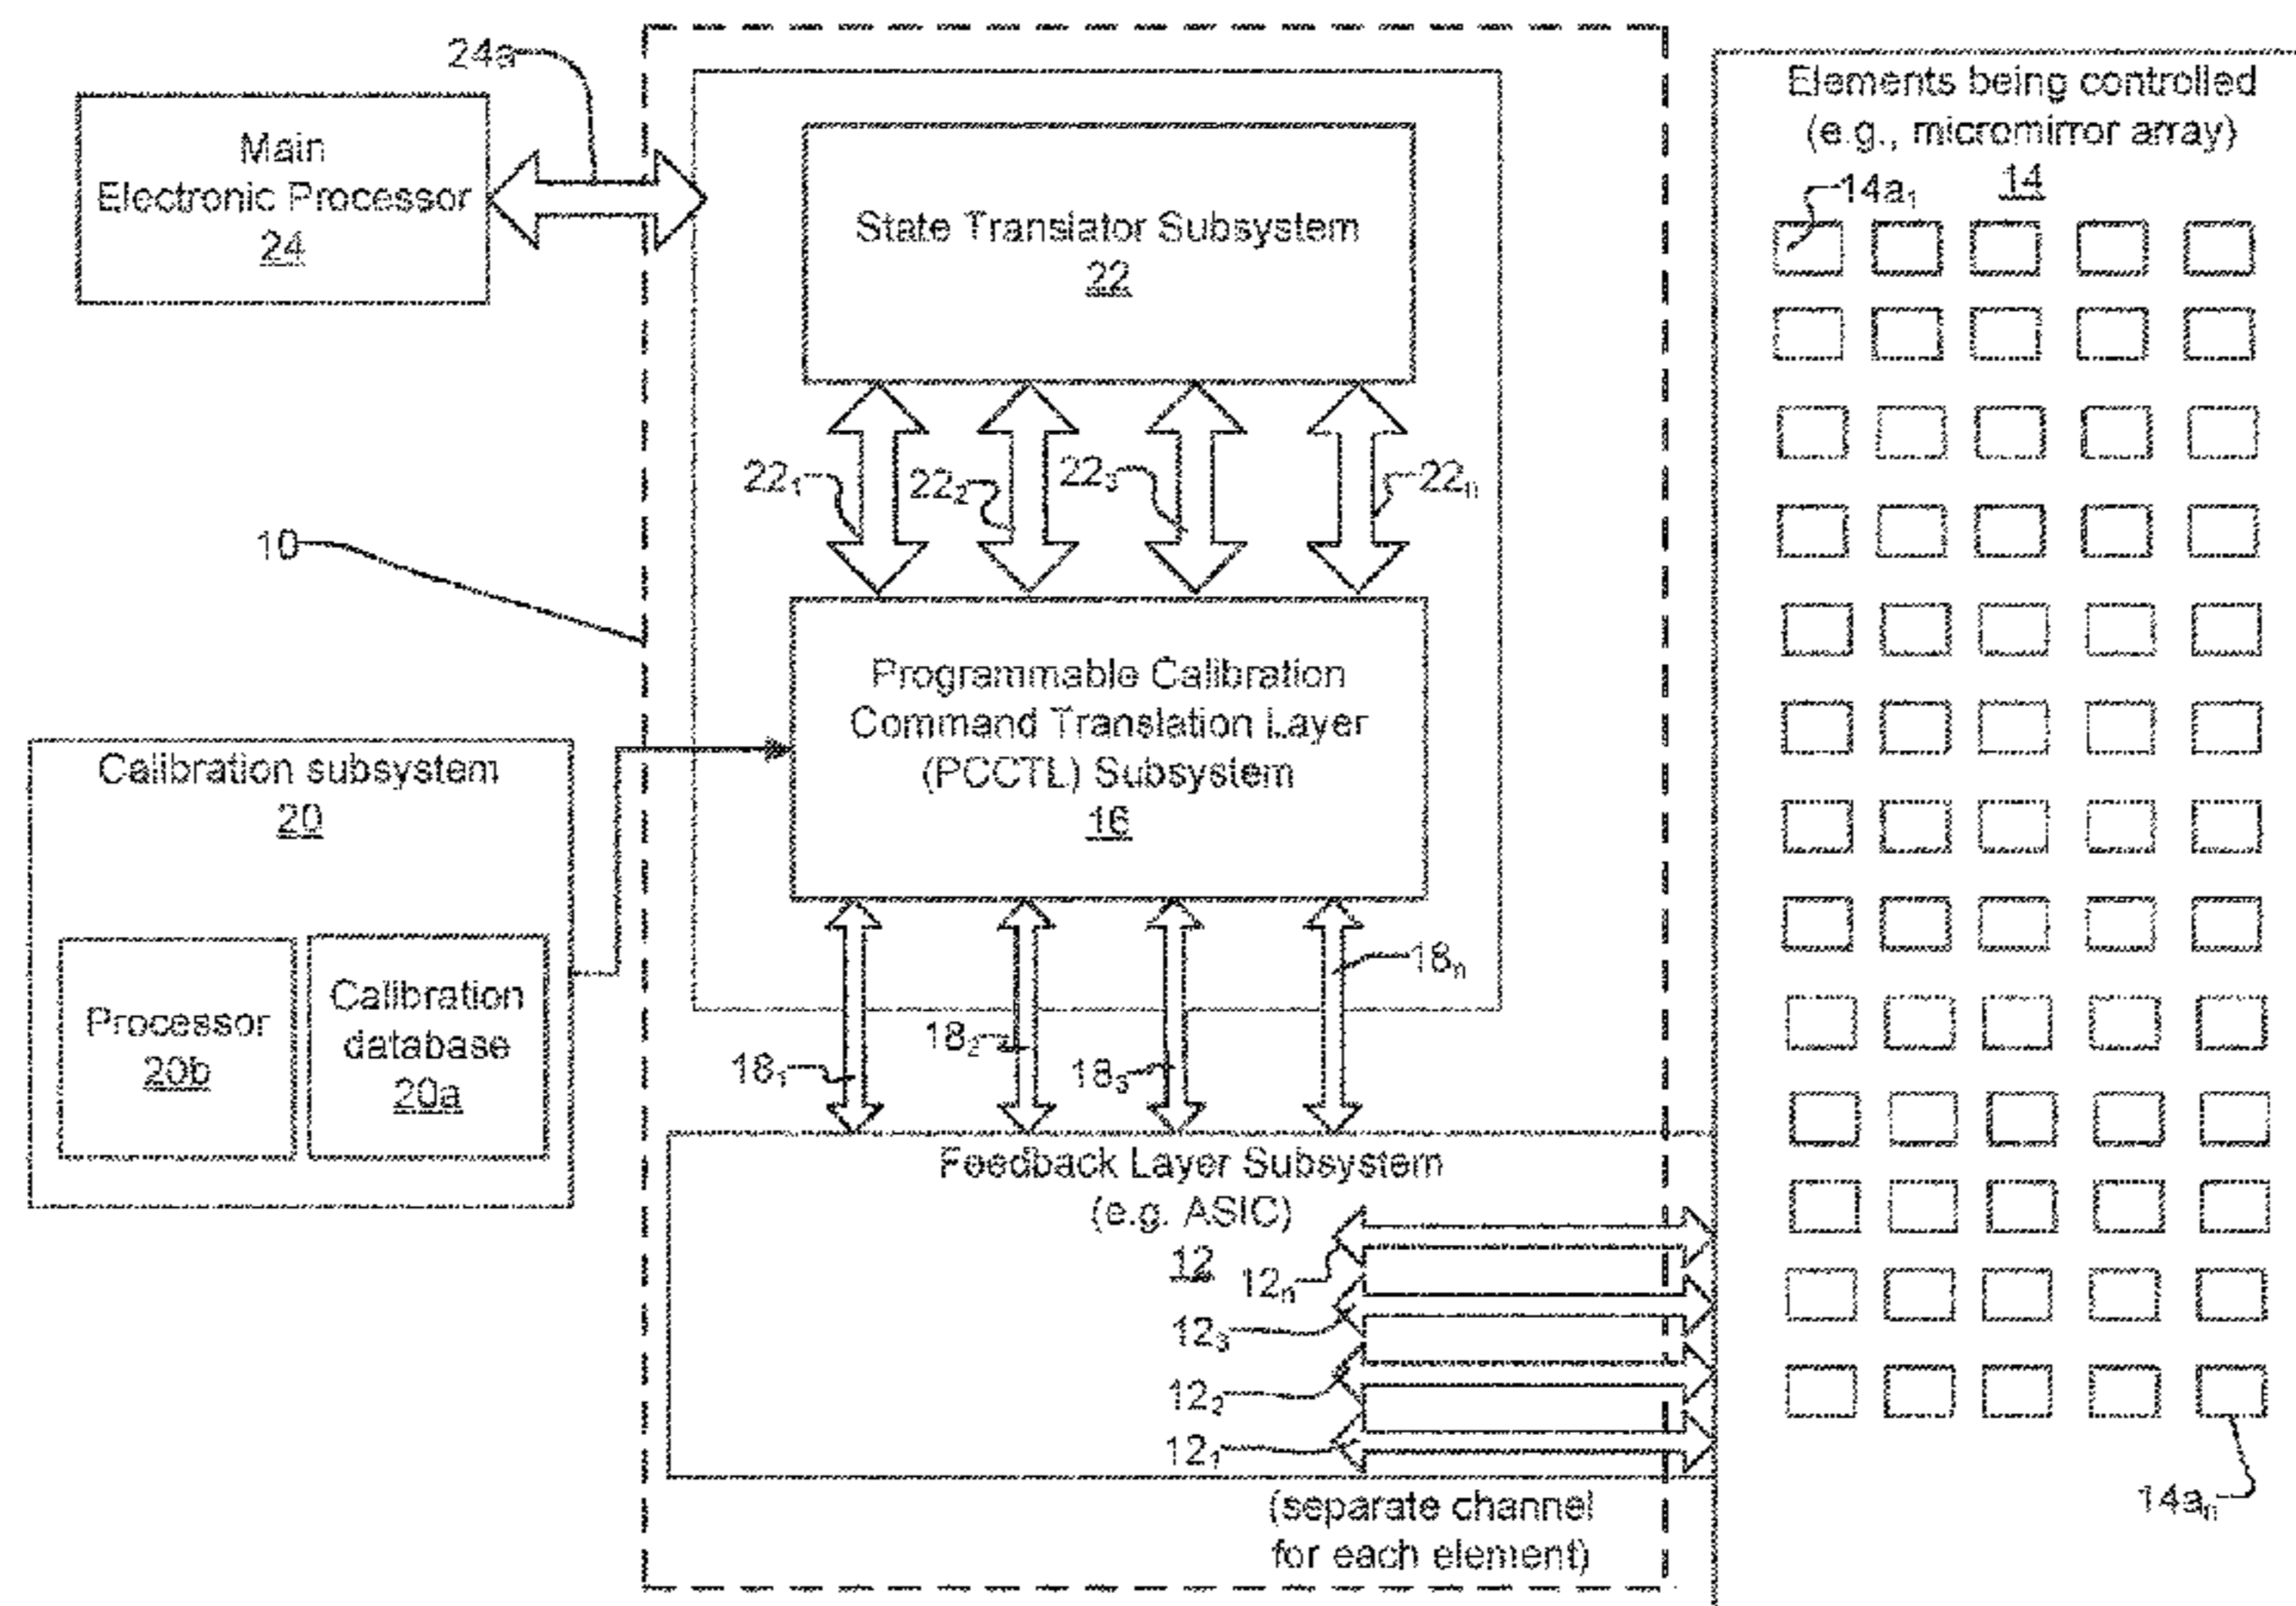 24a
Main
Electronic Processor
24
State Translator Subsystem
22
22₁
22₂
22₃
22ₙ
10
Programmable Calibration
Command Translation Layer
(PCCTL) Subsystem
16
Calibration subsystem
20
Processor
20b
Calibration
database
20a
18₁
18₂
18₃
18ₙ
Feedback Layer Subsystem
(e.g. ASIC)
12
12ₙ
12₃
12₂
12₁
(separate channel
for each element)
Elements being controlled
(e.g., micromirror array)
14
14a₁
14aₙ